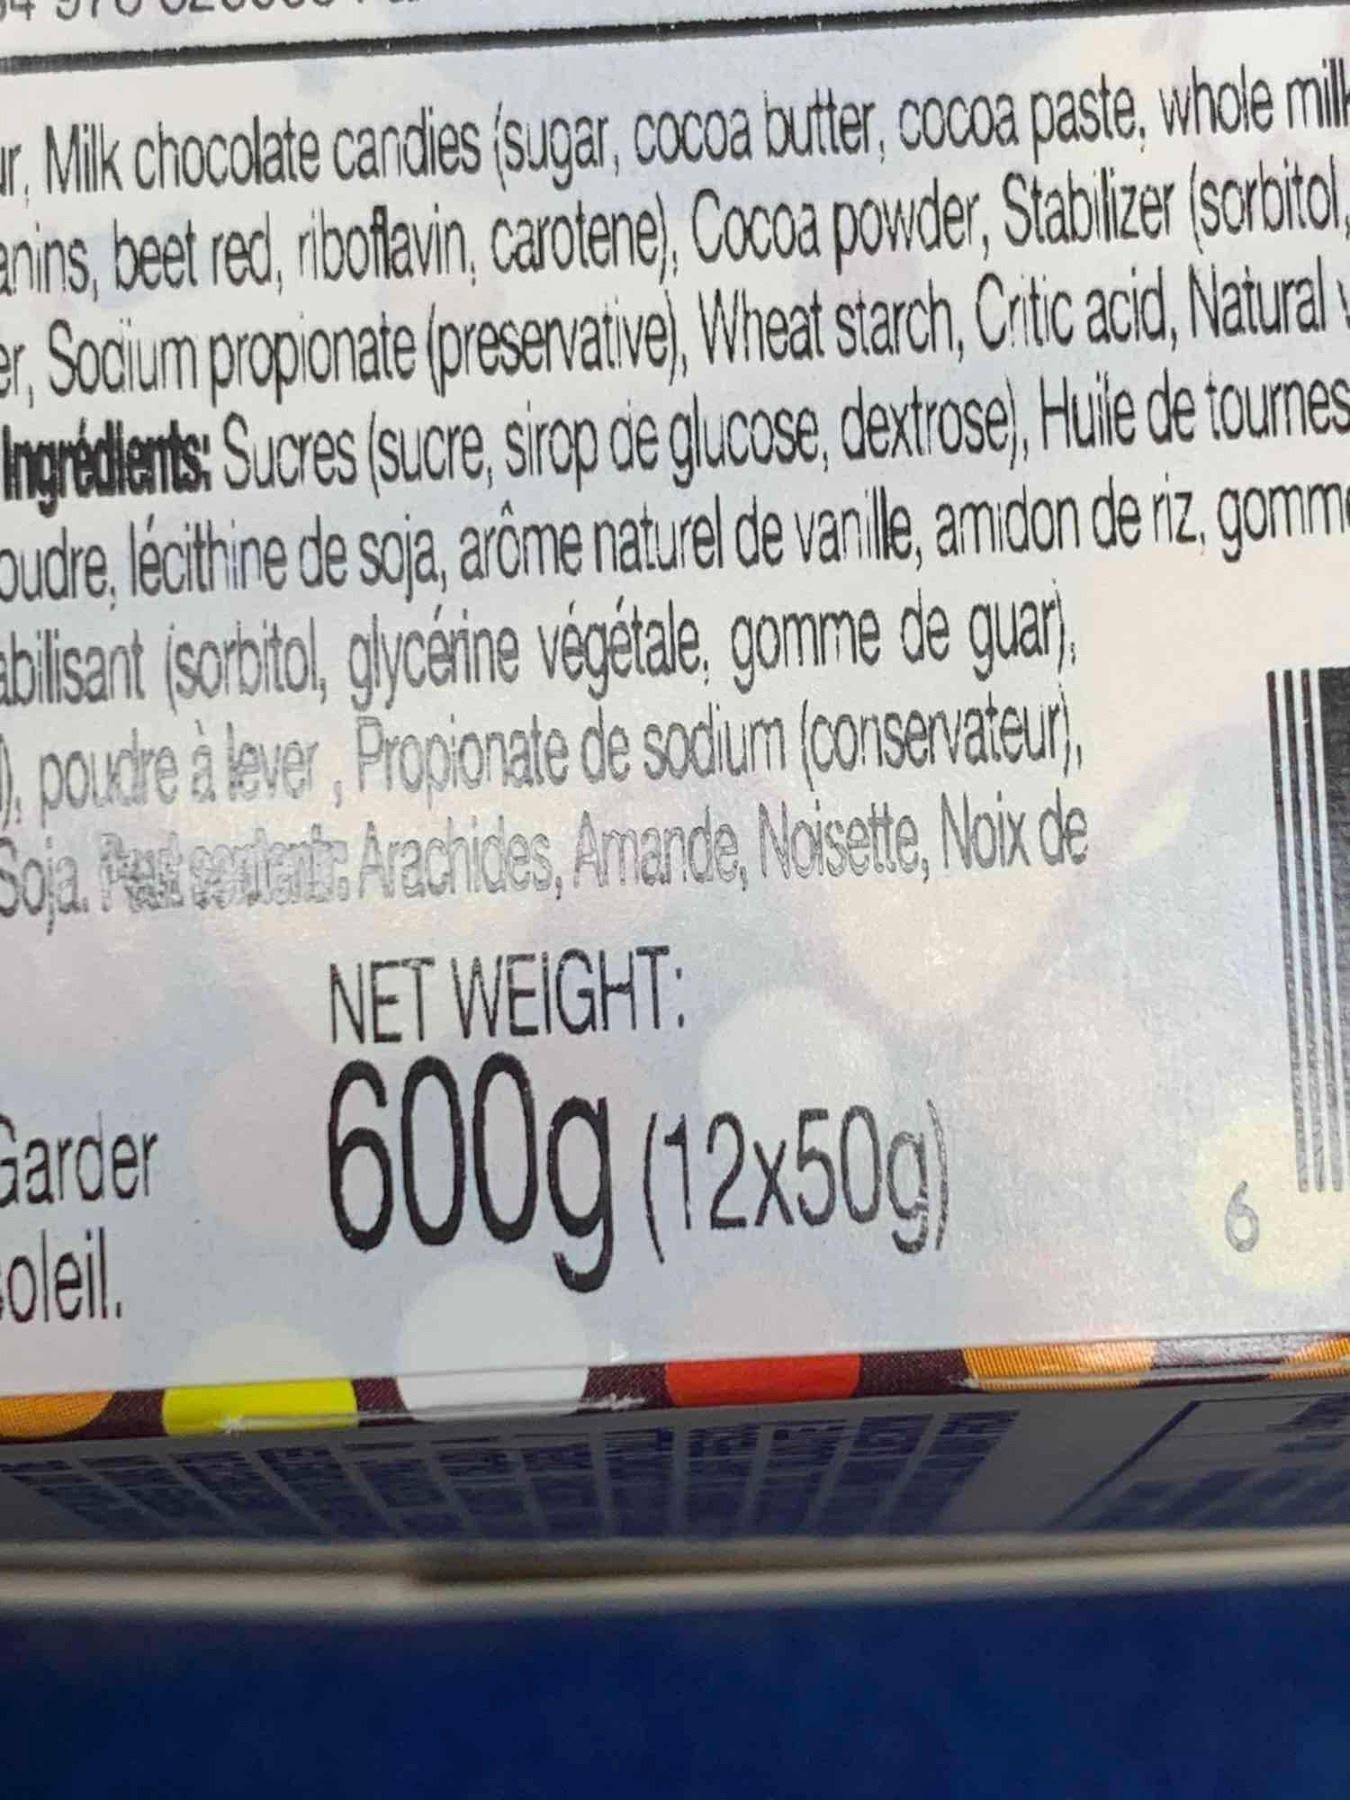 Milk chocolate candies (sugar, cocoa butter, cocoa paste, whole milk
beet red, riboflavin, carotene), Cocoa powder, Stabilizer (sorbitol,
Sodium propionate (preservative), Wheat starch, Critic acid, Natural
Ingrédients: Sucres (sucre, sirop de glucose, dextrose), Huile de tournes
oudre, lécithine de soja, arôme naturel de vanille, amidon de riz, gomme
abilisant (sorbitol, glycérine végétale, gomme de guar),
), poudre à lever, Propionate de sodium (conservateur),
Soja. Peut contenir: Arachides, Amande, Noisette, Noix de
NET WEIGHT:
600g (12x50g)
Garder
oleil.
6